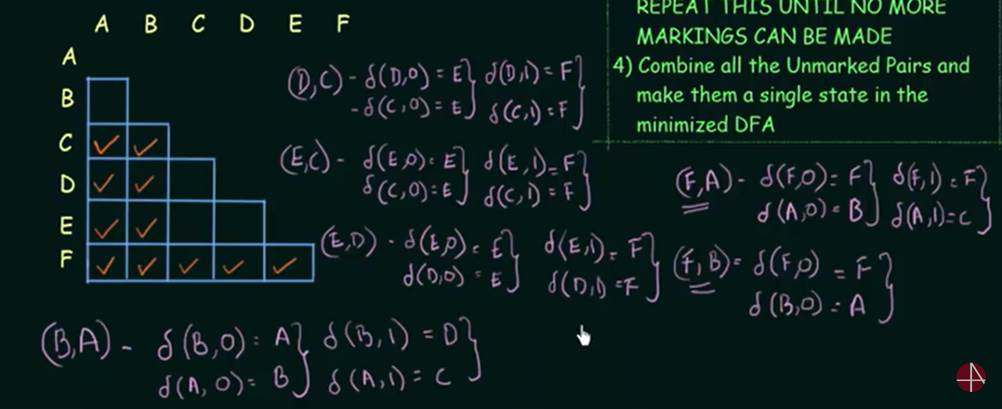 REPEAT THIS UNTIL NO MORE
MARKINGS CAN BE MADE
4) Combine all the Unmarked Pairs and
make them a single state in the
minimized DFA
A B C D E F
A
B
C ✓ ✓
D ✓ ✓
E ✓ ✓
F ✓ ✓ ✓ ✓ ✓
(D,C) - δ(D,0) = E} δ(D,1) = F}
- δ(C,0) = E} δ(C,1) = F}
(E,C) - δ(E,0) = E} δ(E,1) = F}
δ(C,0) = E} δ(C,1) = F}
(E,D) - δ(E,0) = E} δ(E,1) = F}
δ(D,0) = E} δ(D,1) = F}
(F,A) - δ(F,0) = F} δ(F,1) = F}
δ(A,0) = B} δ(A,1) = C}
(F,B) = δ(F,0) = F}
δ(B,0) = A}
(B,A) - δ(B,0) = A} δ(B,1) = D}
δ(A,0) = B} δ(A,1) = C}